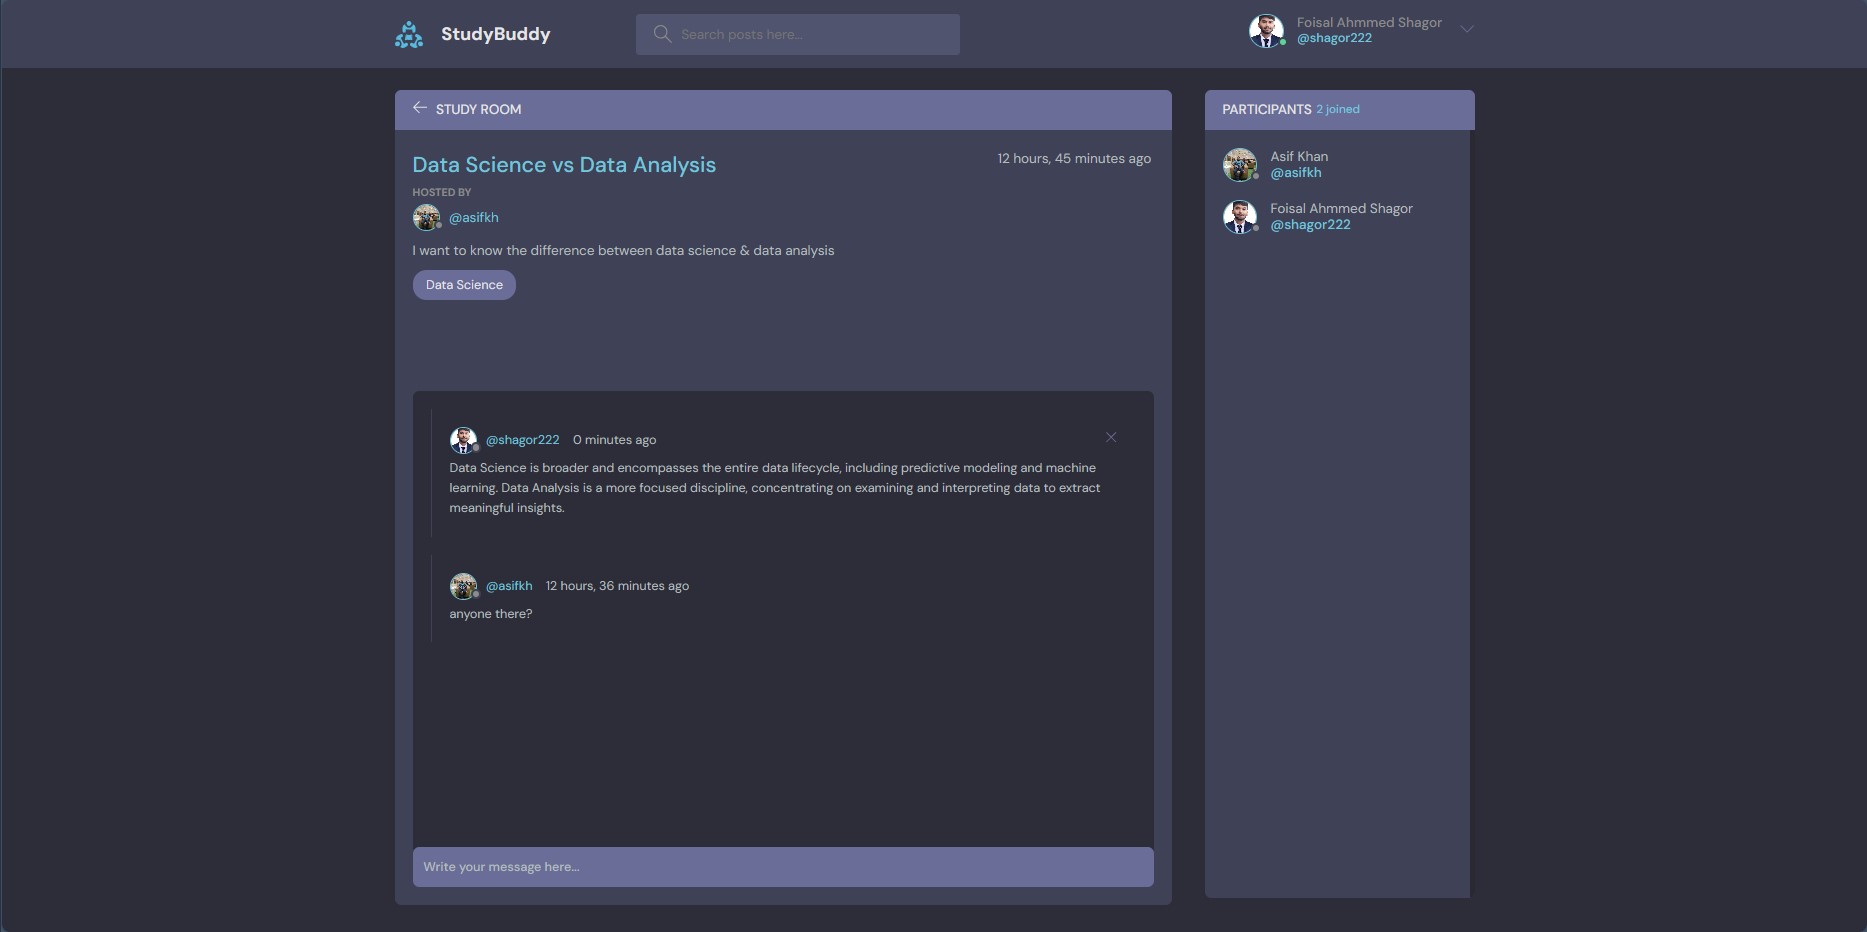 StudyBuddy
Search posts here...
Foisal Ahmmed Shagor
@shagor222
STUDY ROOM
Data Science vs Data Analysis
12 hours, 45 minutes ago
HOSTED BY
@asifkh
I want to know the difference between data science & data analysis
Data Science
@shagor222 0 minutes ago
Data Science is broader and encompasses the entire data lifecycle, including predictive modeling and machine
learning. Data Analysis is a more focused discipline, concentrating on examining and interpreting data to extract
meaningful insights.
@asifkh 12 hours, 36 minutes ago
anyone there?
Write your message here...
PARTICIPANTS 2 joined
Asif Khan
@asifkh
Foisal Ahmmed Shagor
@shagor222